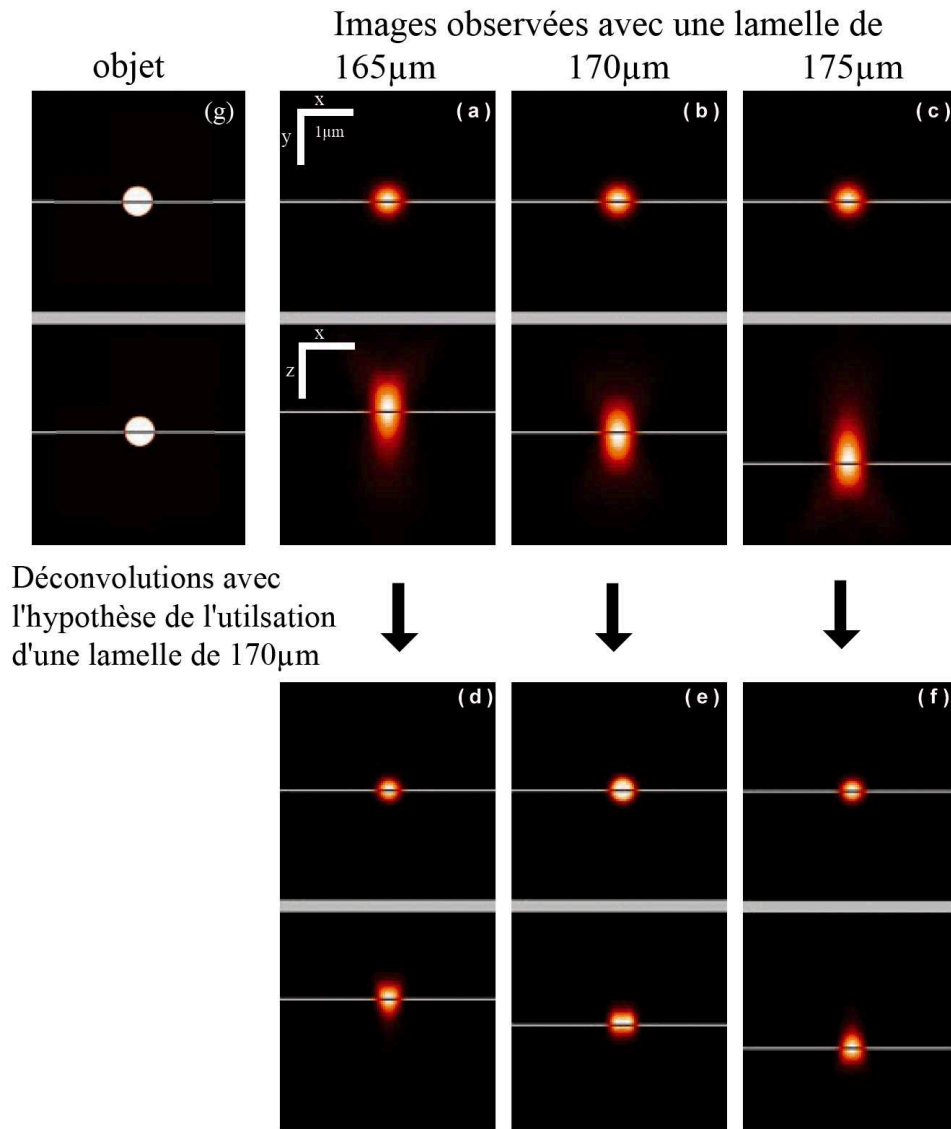 Images observées avec une lamelle de
objet
165µm
170µm
175µm
(g)
x
(a)
(b)
(c)
y
1µm
x
z
Déconvolutions avec
l'hypothèse de l'utilsation
d'une lamelle de 170µm
(d)
(e)
(f)